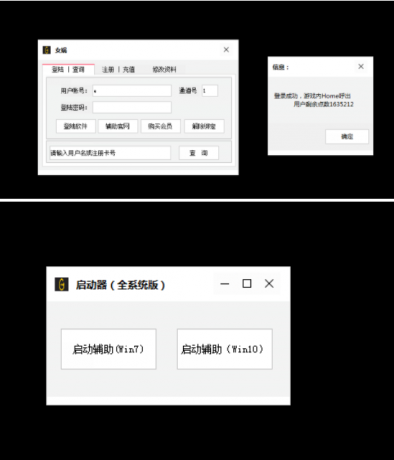 女娲
登陆 | 查询 注册 | 充值 修改资料
用户帐号: 通道号 1
登陆密码:
登陆软件 辅助官网 购买会员 解除绑定
请输入用户名或注册卡号 查 询
信息:
登录成功,游戏内Home呼出
用户剩余点数1635212
确定
G 启动器(全系统版)
启动辅助(Win7) 启动辅助(Win10)